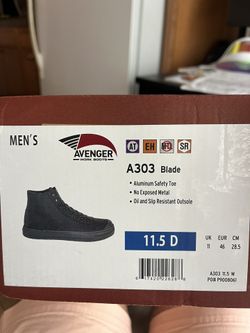 MEN'S
AVENGER
WORK BOOTS
AT EH SR
A303 Blade
• Aluminum Safety Toe
• No Exposed Metal
• Oil and Slip Resistant Outsole
11.5 D
UK EUR CM
11 46 28.5
A303 11.5 M